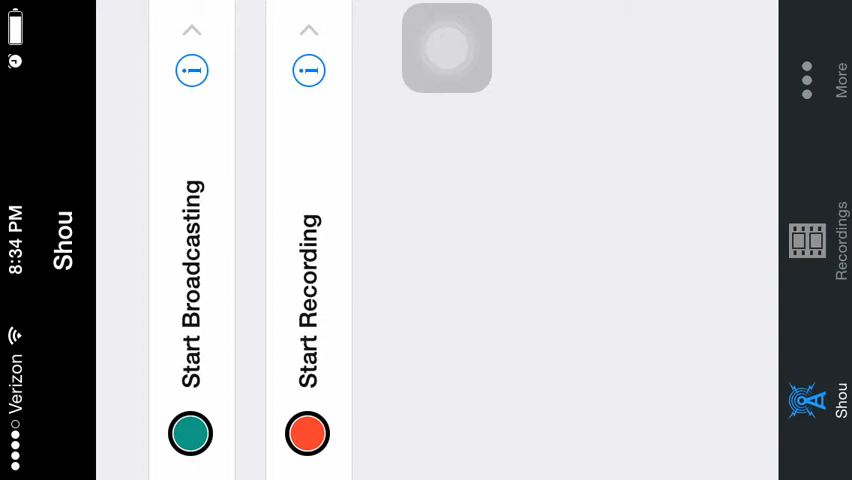 Verizon 8:34 PM
Shou
Start Broadcasting
Start Recording
Shou Recordings More